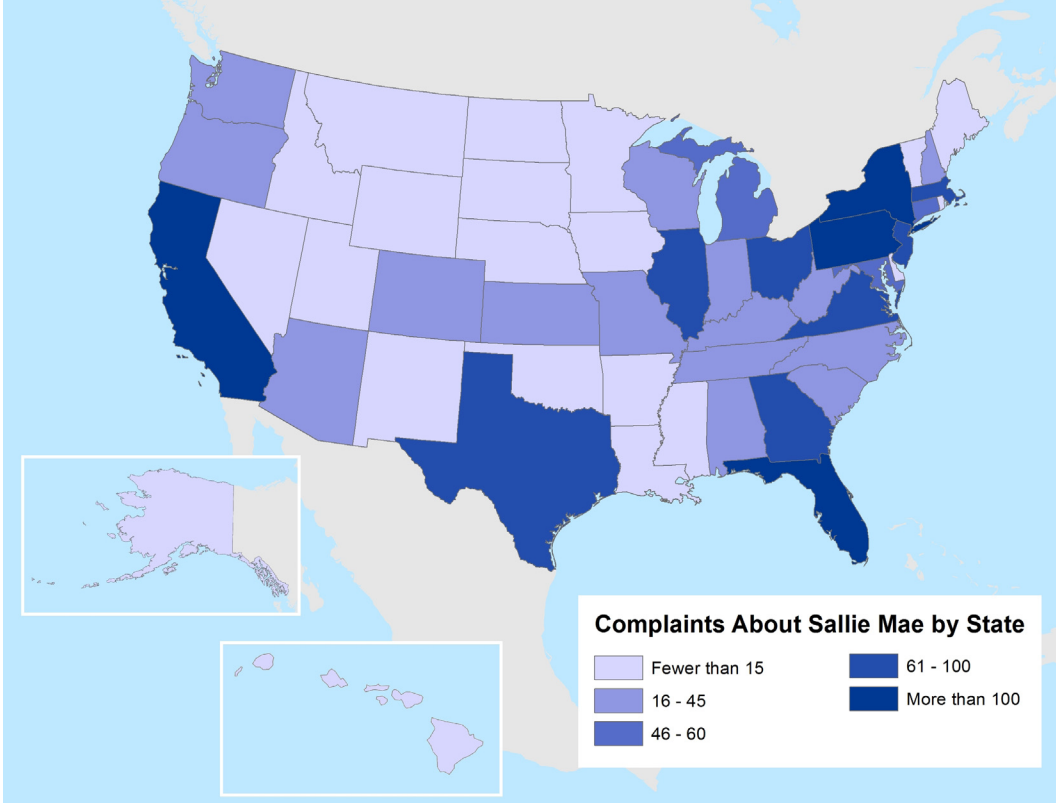 Complaints About Sallie Mae by State
Fewer than 15
16 - 45
46 - 60
61 - 100
More than 100